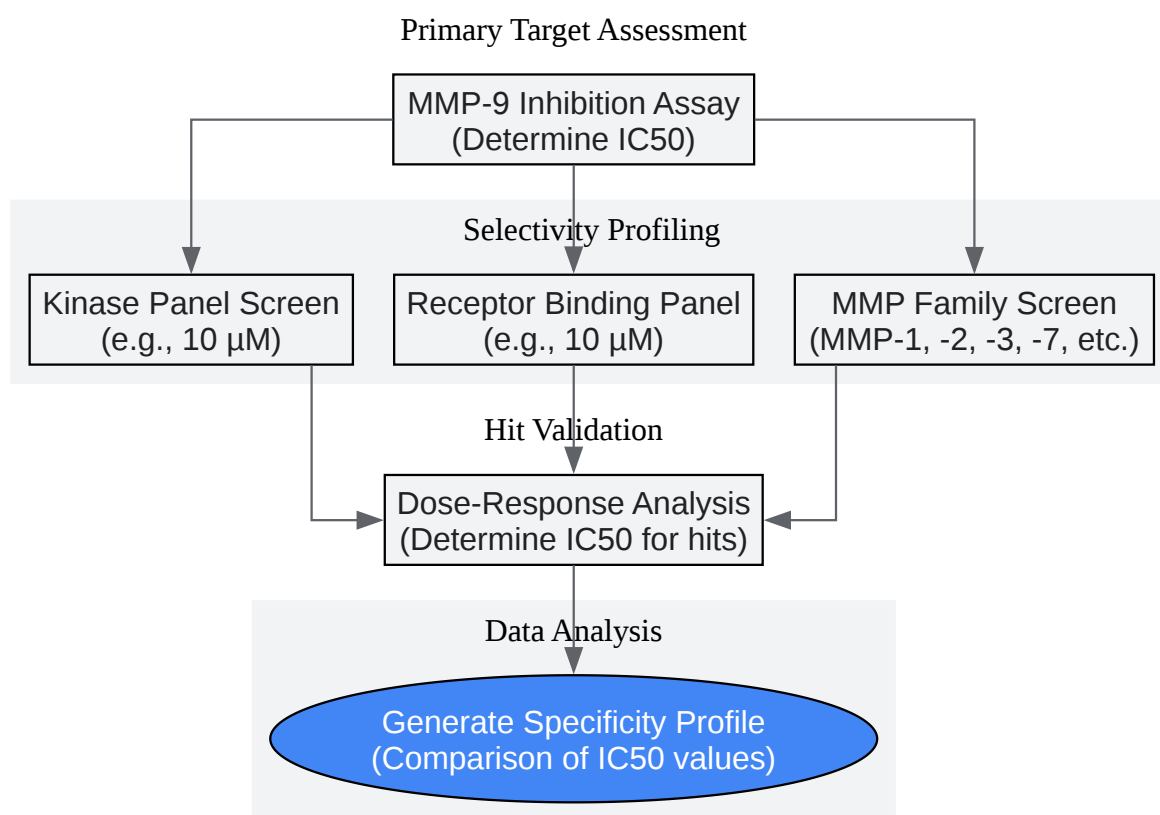 Primary Target Assessment
MMP-9 Inhibition Assay
(Determine IC50)
Selectivity Profiling
Kinase Panel Screen
(e.g., 10 µM)
Receptor Binding Panel
(e.g., 10 µM)
MMP Family Screen
(MMP-1, -2, -3, -7, etc.)
Hit Validation
Dose-Response Analysis
(Determine IC50 for hits)
Data Analysis
Generate Specificity Profile
(Comparison of IC50 values)